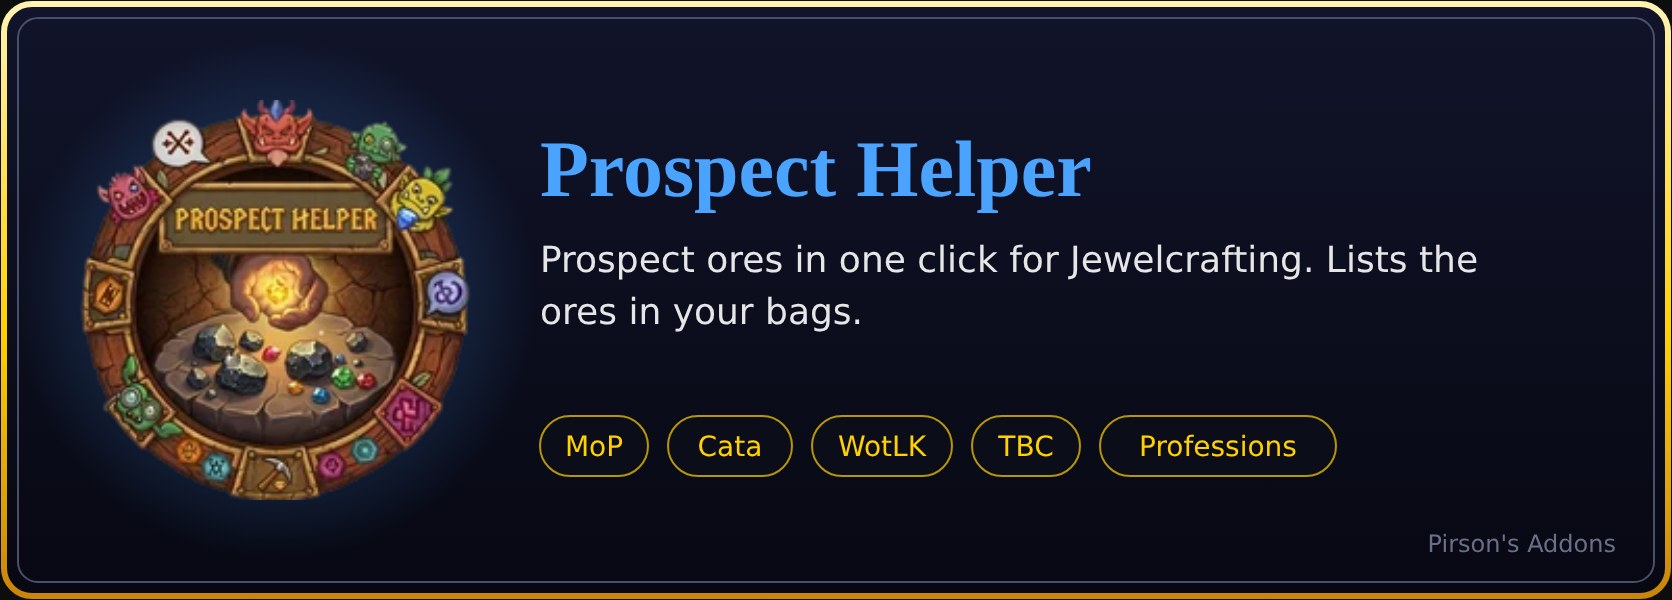 PROSPECT HELPER
Prospect Helper
Prospect ores in one click for Jewelcrafting. Lists the
ores in your bags.
MoP Cata WotLK TBC Professions
Pirson's Addons